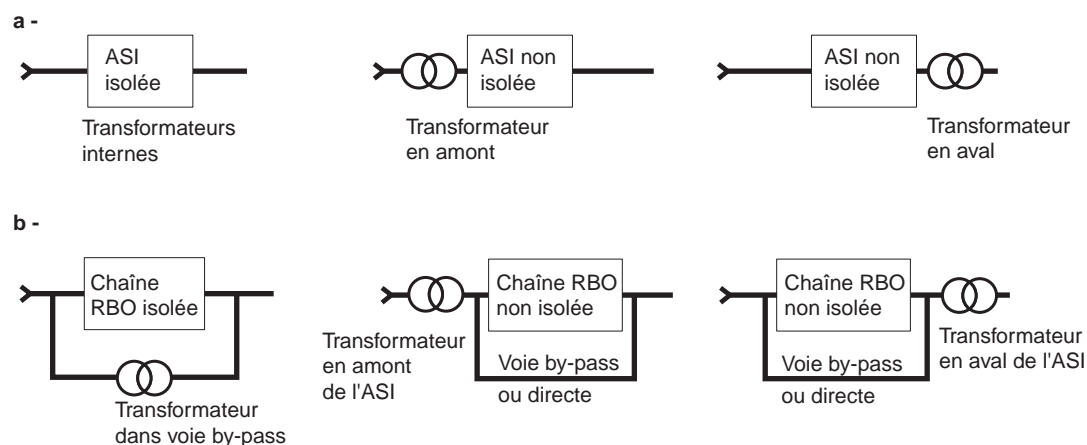 a -
ASI
isolée
Transformateurs
internes
ASI non
isolée
Transformateur
en amont
ASI non
isolée
Transformateur
en aval
b -
Chaîne
RBO isolée
Transformateur
dans voie by-pass
Chaîne RBO
non isolée
Transformateur
en amont
de l'ASI
Voie by-pass
ou directe
Chaîne RBO
non isolée
Voie by-pass
ou directe
Transformateur
en aval de l'ASI